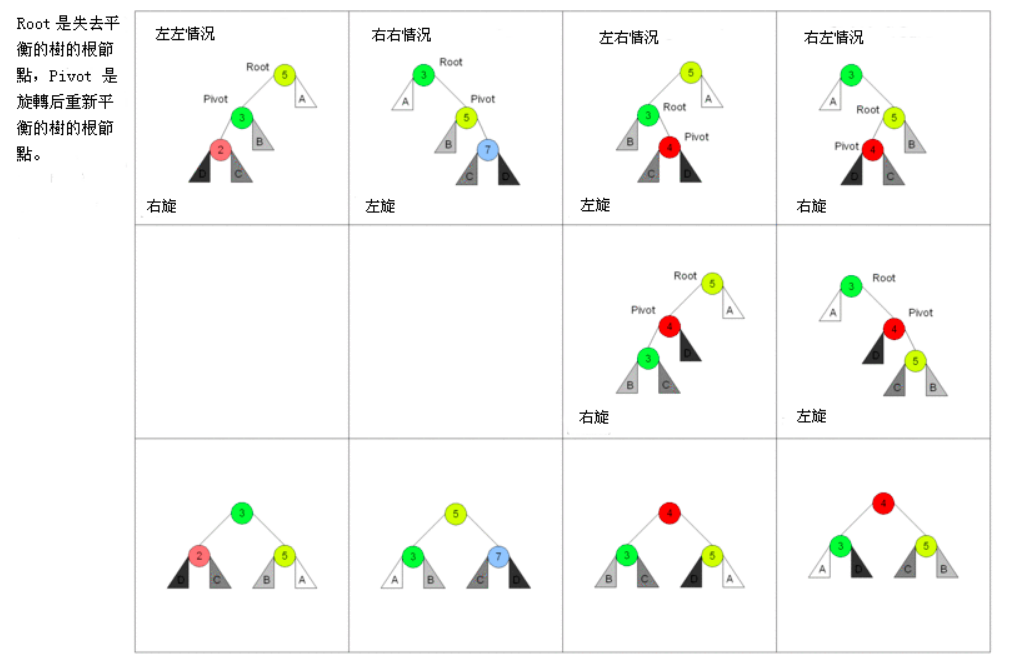 Root 是失去平
衡的樹的根節
點，Pivot 是
旋轉后重新平
衡的樹的根節
點。
左左情況
右右情況
左右情況
右左情況
Root 5
A
Pivot 3
B
2
D C
右旋
3 Root
A
Pivot
5
B
7
C D
左旋
5
A
3 Root
B
Pivot
4
C D
左旋
3
A
Root 5
B
Pivot 4
D C
右旋
Root 5
A
Pivot
4
D
3
B C
右旋
3 Root
A
Pivot
4
D
5
C B
左旋
3
2 5
D C B A
5
3 7
A B C D
4
3 5
B C D A
4
3 5
A D C B